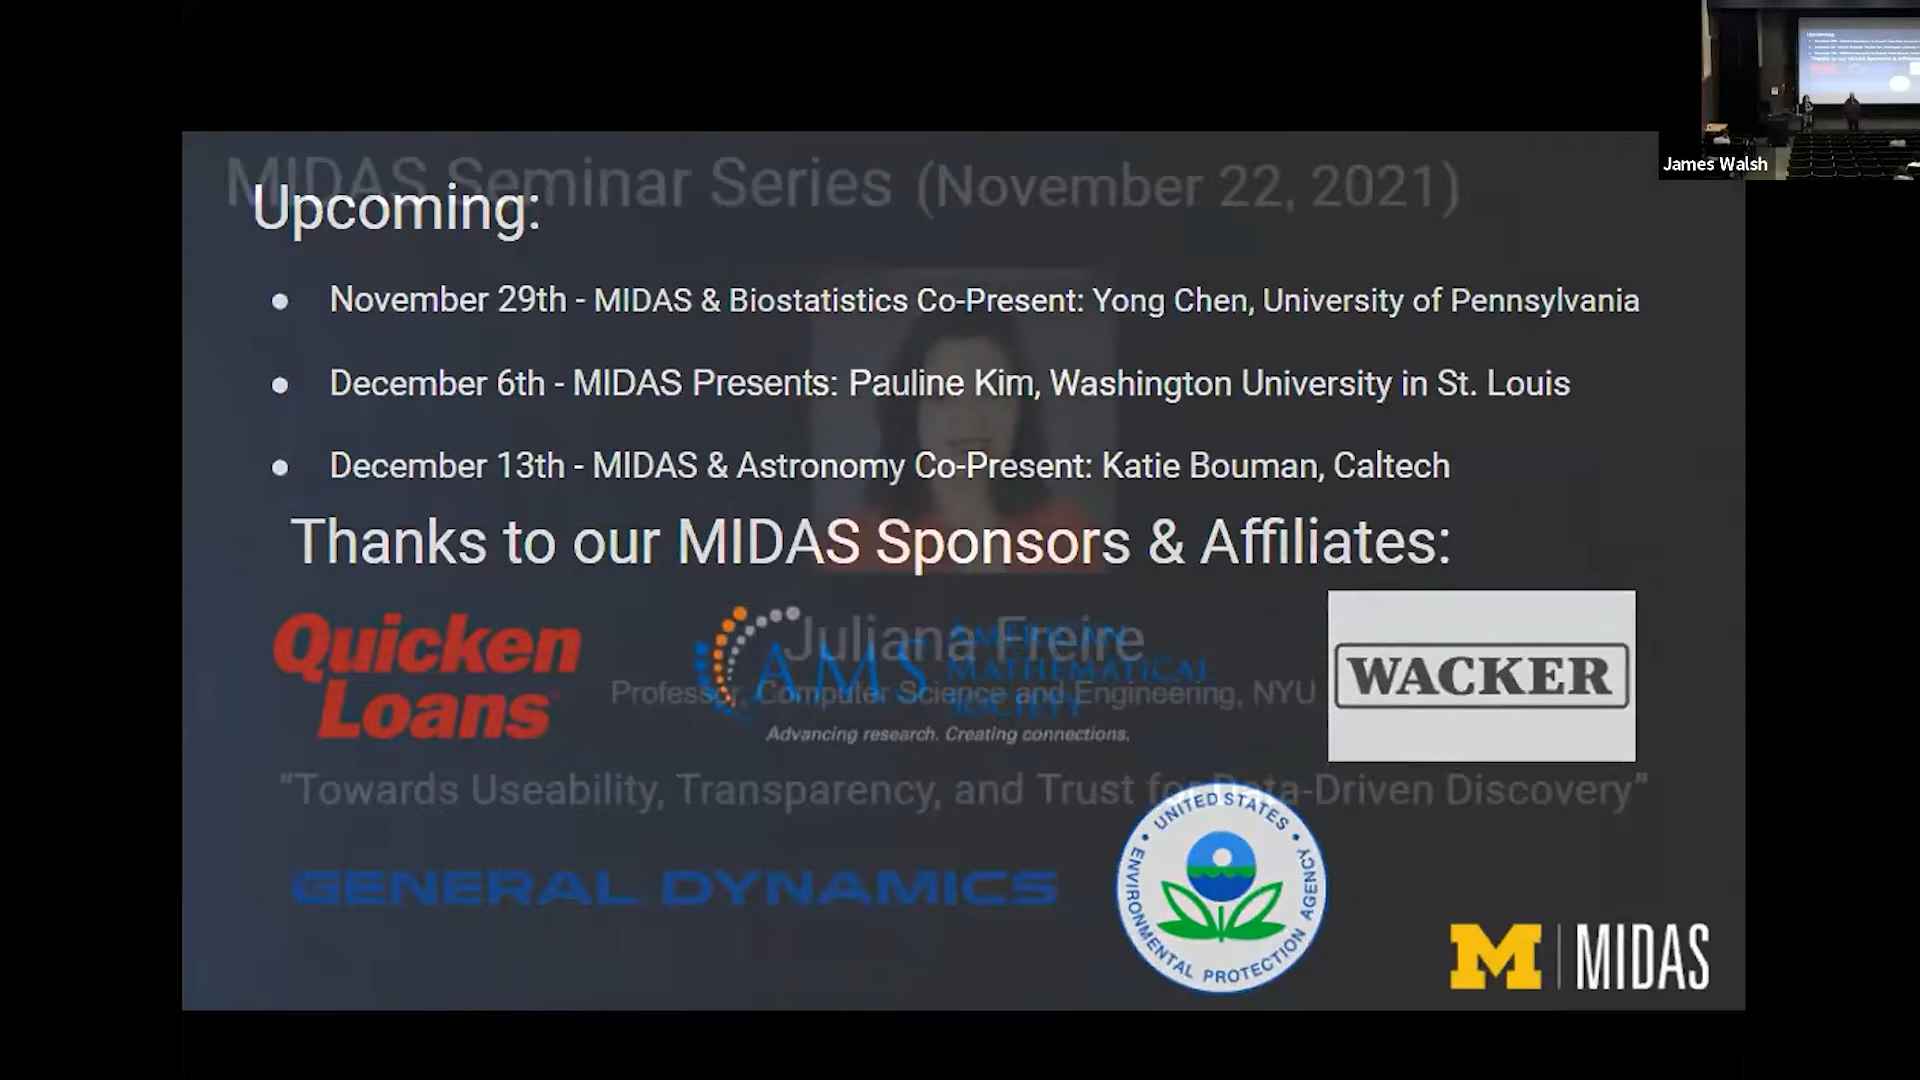 MIDAS Seminar Series (November 22, 2021)
Upcoming:
November 29th - MIDAS & Biostatistics Co-Present: Yong Chen, University of Pennsylvania
December 6th - MIDAS Presents: Pauline Kim, Washington University in St. Louis
December 13th - MIDAS & Astronomy Co-Present: Katie Bouman, Caltech
Thanks to our MIDAS Sponsors & Affiliates:
Quicken
Loans
AMS
AMERICAN
MATHEMATICAL
SOCIETY
Advancing research. Creating connections.
WACKER
Juliana Freire
Professor, Computer Science and Engineering, NYU
“Towards Useability, Transparency, and Trust for Data-Driven Discovery”
GENERAL DYNAMICS
UNITED STATES
ENVIRONMENTAL PROTECTION AGENCY
M | MIDAS
James Walsh